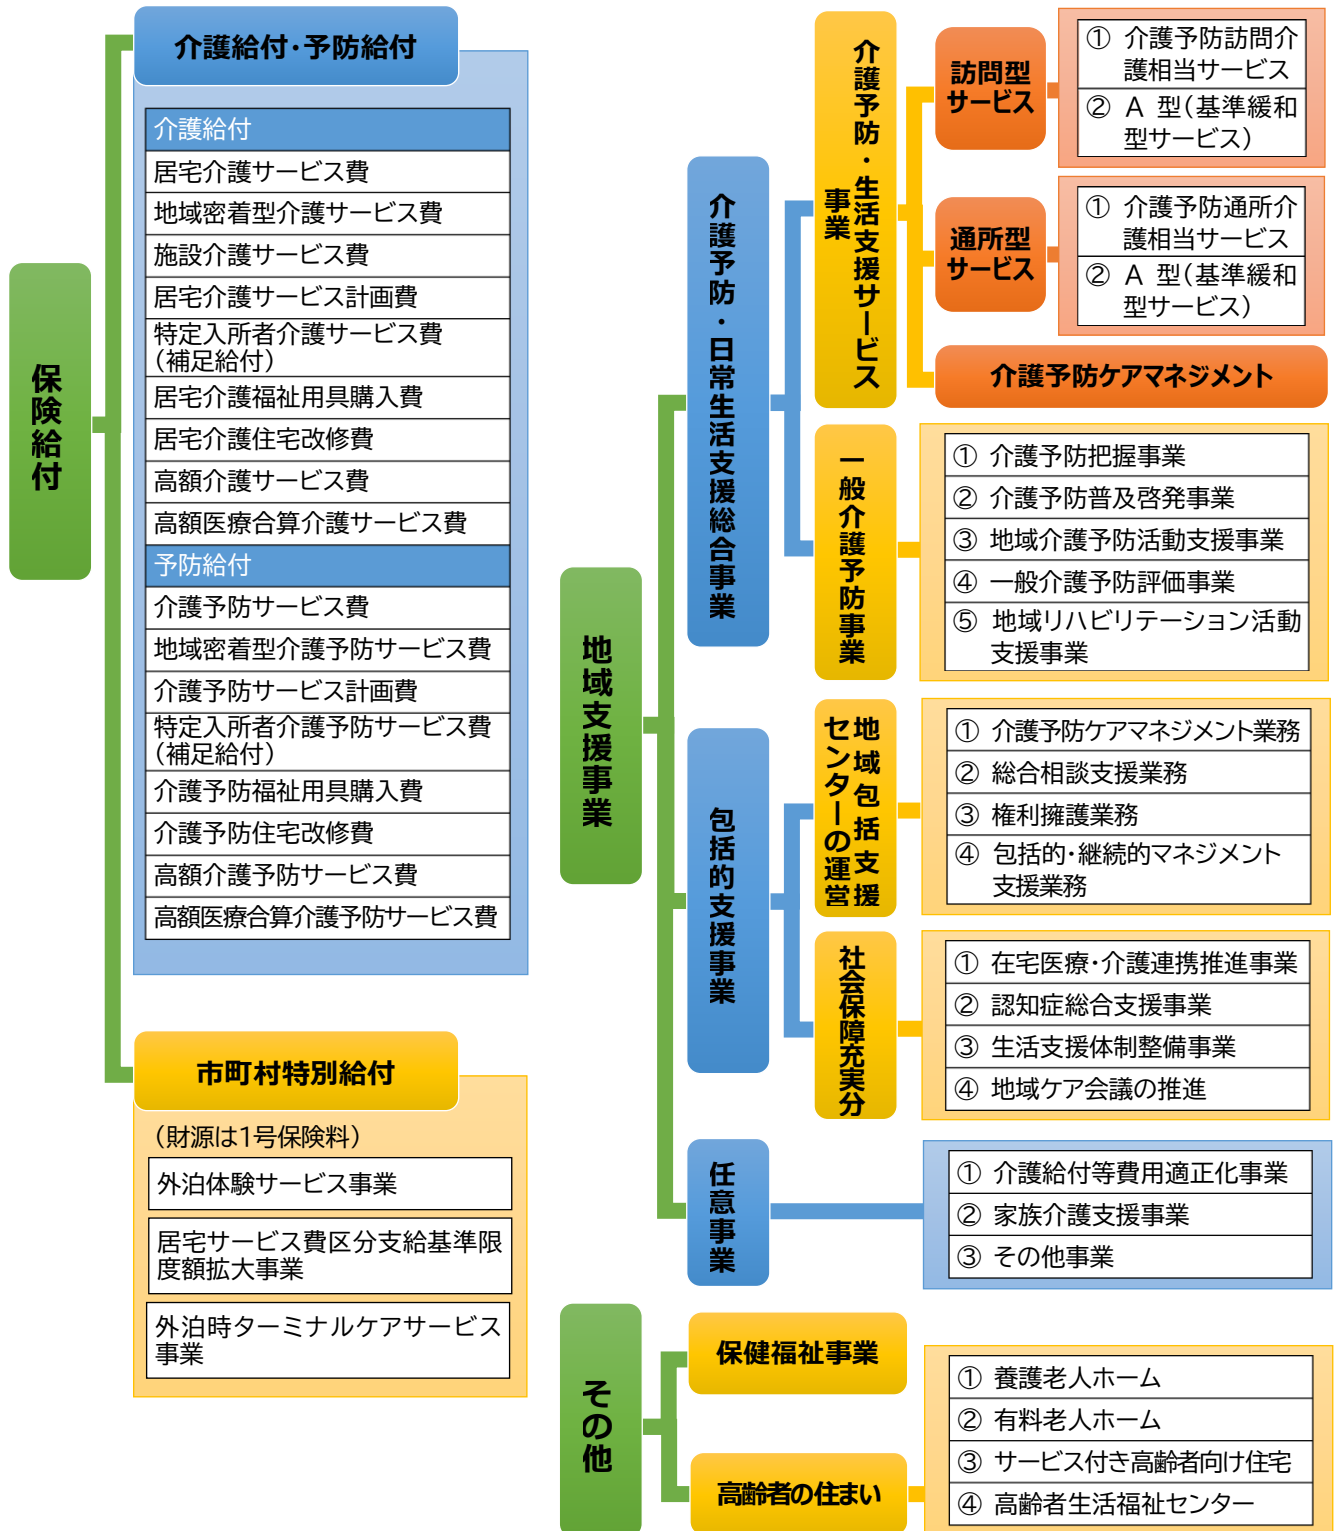 保険給付
介護給付・予防給付
介護給付
居宅介護サービス費
地域密着型介護サービス費
施設介護サービス費
居宅介護サービス計画費
特定入所者介護サービス費
(補足給付)
居宅介護福祉用具購入費
居宅介護住宅改修費
高額介護サービス費
高額医療合算介護サービス費
予防給付
介護予防サービス費
地域密着型介護予防サービス費
介護予防サービス計画費
特定入所者介護予防サービス費
(補足給付)
介護予防福祉用具購入費
介護予防住宅改修費
高額介護予防サービス費
高額医療合算介護予防サービス費
市町村特別給付
(財源は1号保険料)
外泊体験サービス事業
居宅サービス費区分支給基準限
度額拡大事業
外泊時ターミナルケアサービス
事業
地域支援事業
介護予防・日常生活支援総合事業
介護予防・生活支援サービス
事業
訪問型
サービス
① 介護予防訪問介
護相当サービス
② A 型(基準緩和
型サービス)
通所型
サービス
① 介護予防通所介
護相当サービス
② A 型(基準緩和
型サービス)
介護予防ケアマネジメント
一般介護予防事業
① 介護予防把握事業
② 介護予防普及啓発事業
③ 地域介護予防活動支援事業
④ 一般介護予防評価事業
⑤ 地域リハビリテーション活動
支援事業
包括的支援事業
地域包括支援
センターの運営
① 介護予防ケアマネジメント業務
② 総合相談支援業務
③ 権利擁護業務
④ 包括的・継続的マネジメント
支援業務
社会保障充実分
① 在宅医療・介護連携推進事業
② 認知症総合支援事業
③ 生活支援体制整備事業
④ 地域ケア会議の推進
任意事業
① 介護給付等費用適正化事業
② 家族介護支援事業
③ その他事業
その他
保健福祉事業
高齢者の住まい
① 養護老人ホーム
② 有料老人ホーム
③ サービス付き高齢者向け住宅
④ 高齢者生活福祉センター